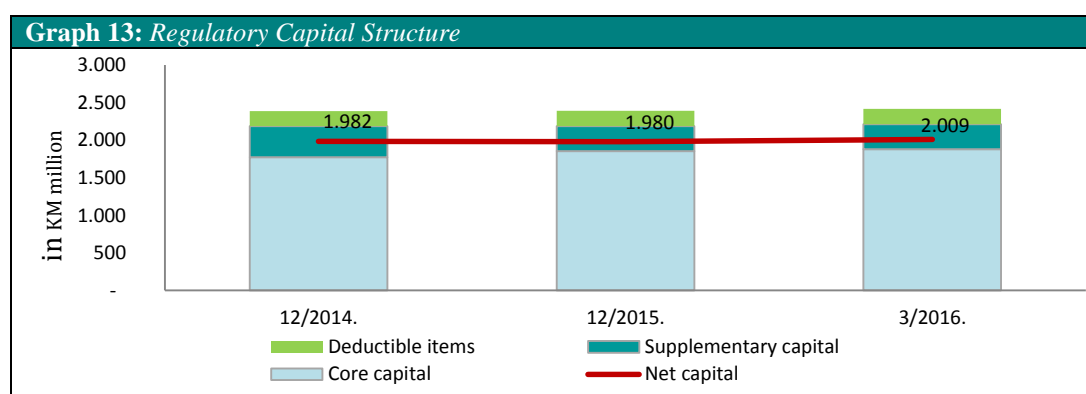 Graph 13: Regulatory Capital Structure
in KM million
3.000
2.500
2.000
1.500
1.000
500
-
1.982
1.980
2.009
12/2014.
12/2015.
3/2016.
Deductible items
Supplementary capital
Core capital
Net capital